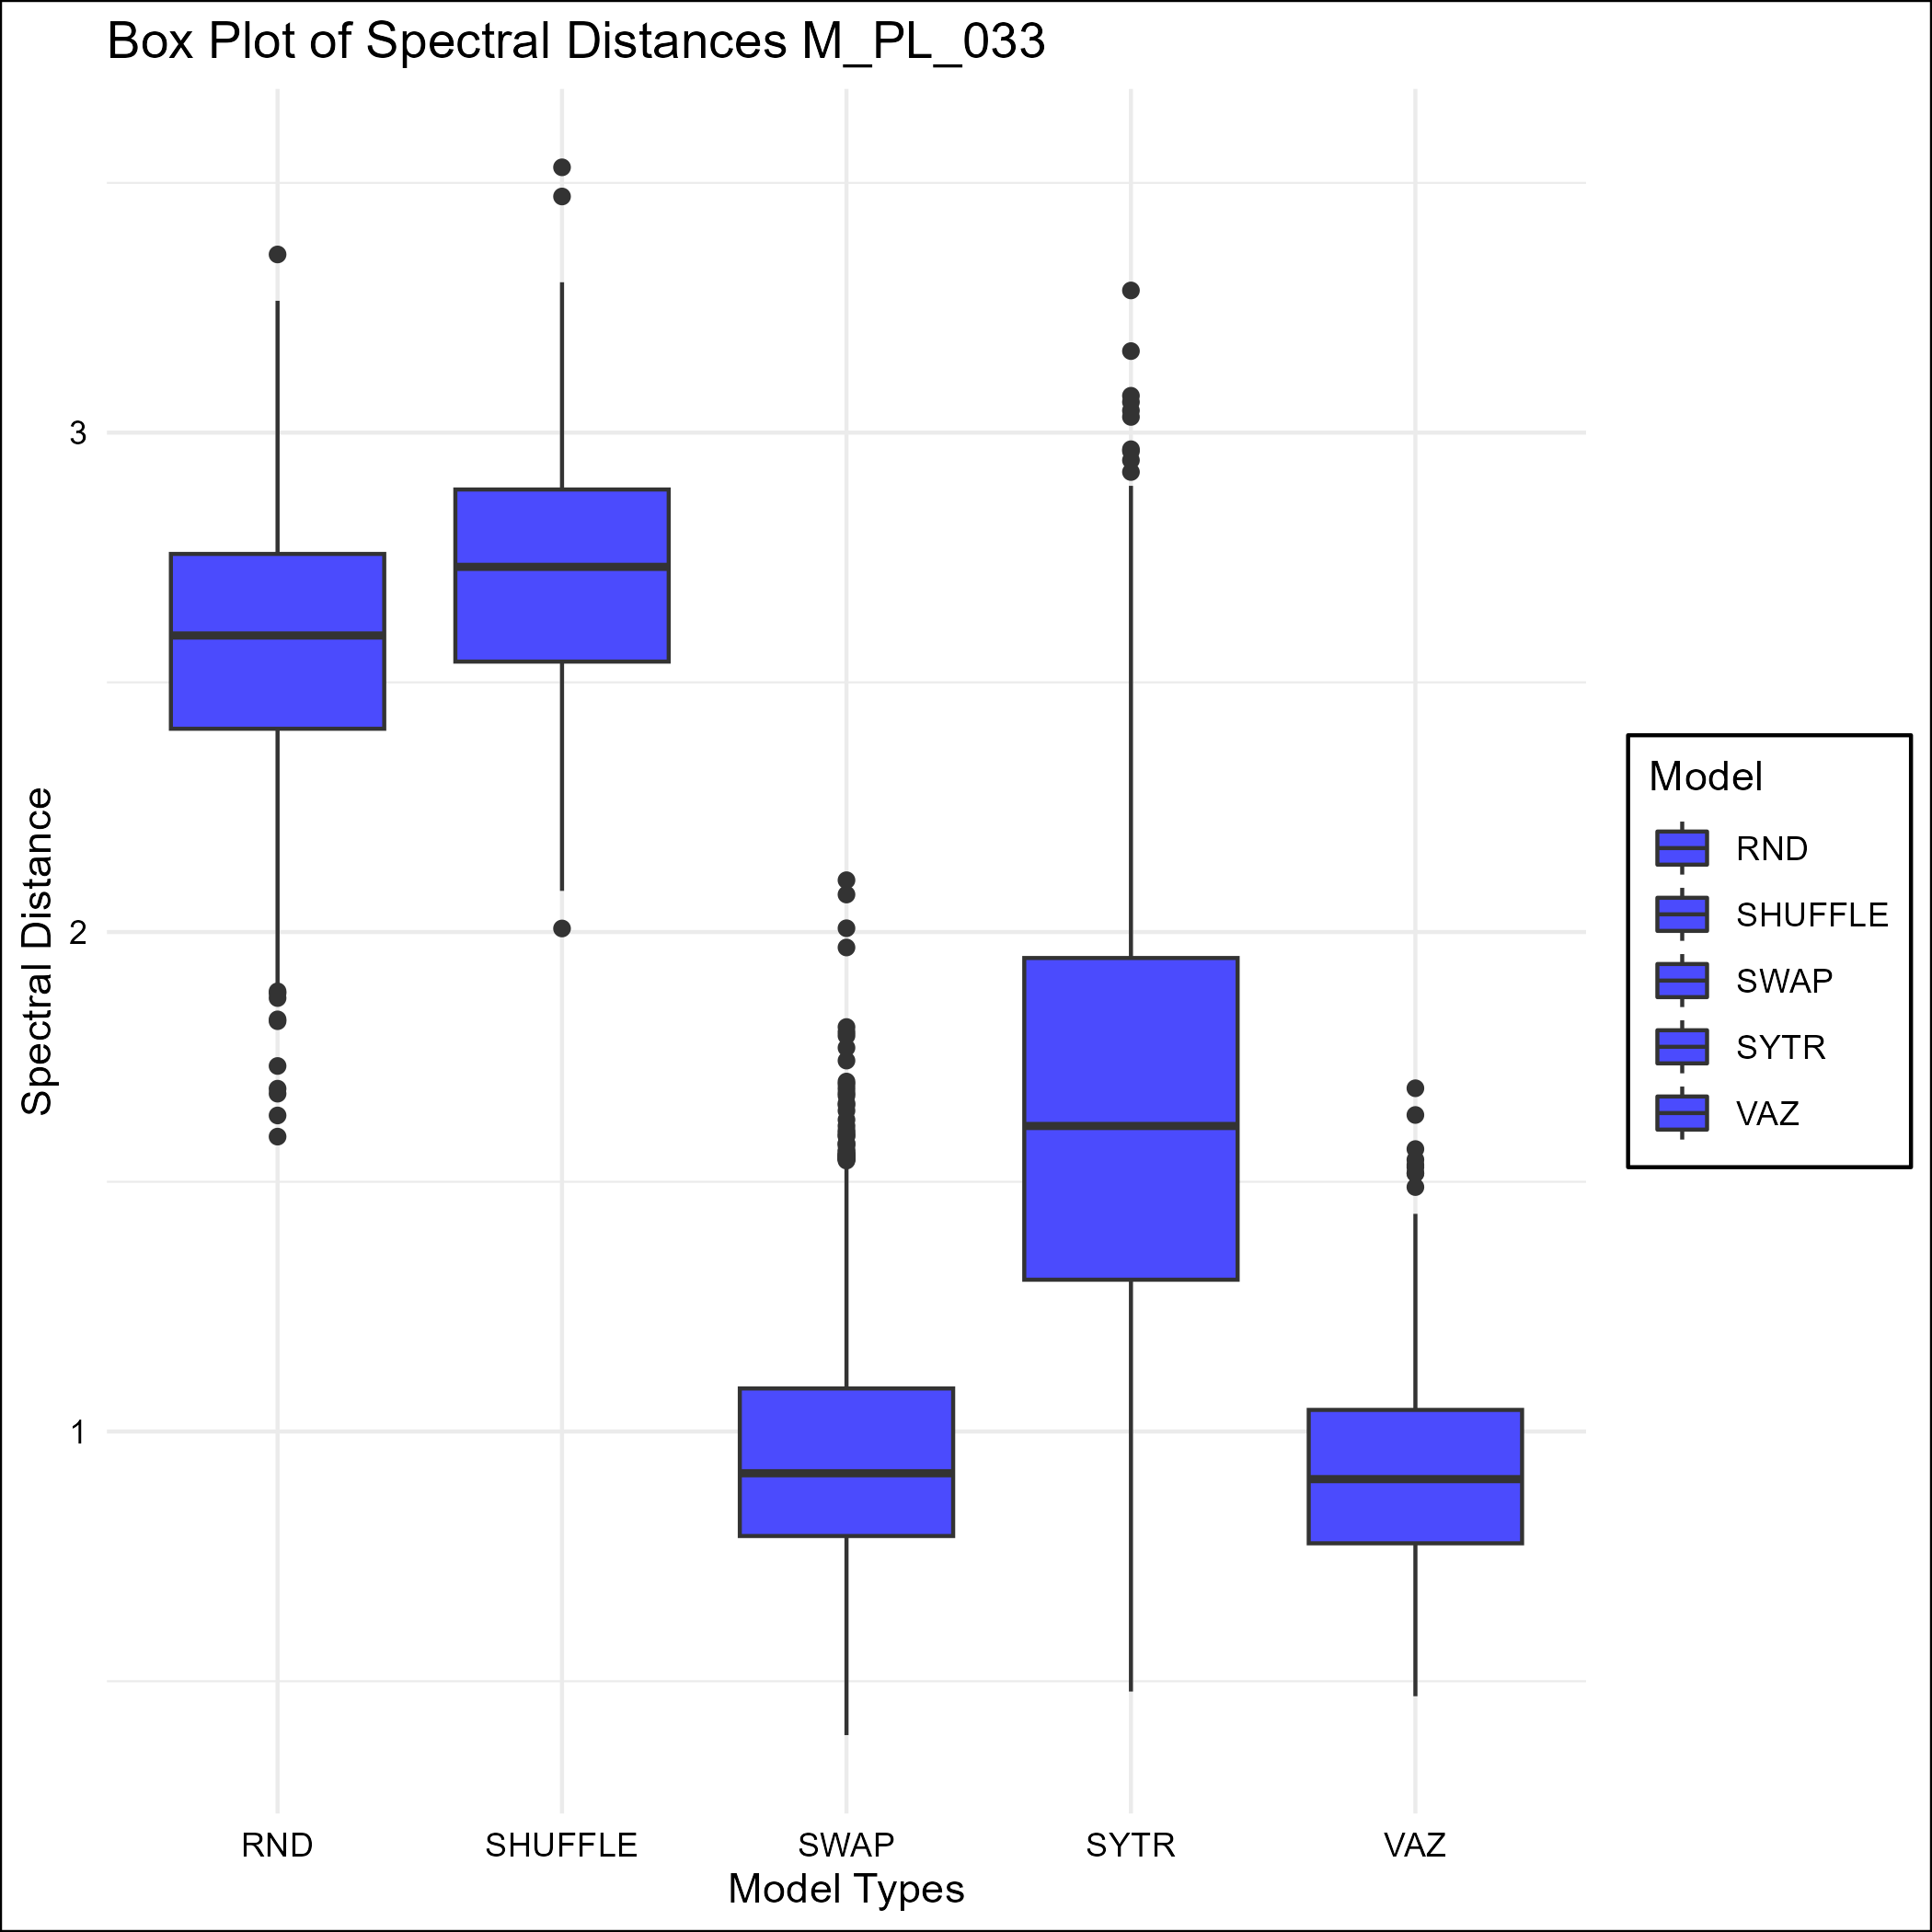 Box Plot of Spectral Distances M_PL_033
Spectral Distance
3
2
1
RND SHUFFLE SWAP SYTR VAZ
Model Types
Model
RND
SHUFFLE
SWAP
SYTR
VAZ